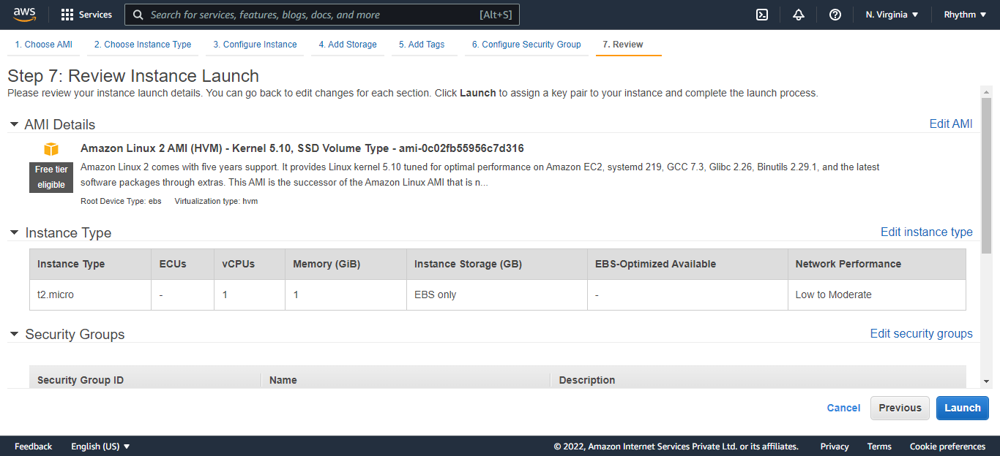 aws Services Search for services, features, blogs, docs, and more [Alt+S] N. Virginia Rhythm
1. Choose AMI 2. Choose Instance Type 3. Configure Instance 4. Add Storage 5. Add Tags 6. Configure Security Group 7. Review
Step 7: Review Instance Launch
Please review your instance launch details. You can go back to edit changes for each section. Click Launch to assign a key pair to your instance and complete the launch process.
AMI Details Edit AMI
Amazon Linux 2 AMI (HVM) - Kernel 5.10, SSD Volume Type - ami-0c02fb55956c7d316
Free tier
eligible
Amazon Linux 2 comes with five years support. It provides Linux kernel 5.10 tuned for optimal performance on Amazon EC2, systemd 219, GCC 7.3, Glibc 2.26, Binutils 2.29.1, and the latest
software packages through extras. This AMI is the successor of the Amazon Linux AMI that is n...
Root Device Type: ebs Virtualization type: hvm
Instance Type Edit instance type
Instance Type ECUs vCPUs Memory (GiB) Instance Storage (GB) EBS-Optimized Available Network Performance
t2.micro - 1 1 EBS only - Low to Moderate
Security Groups Edit security groups
Security Group ID Name Description
Cancel Previous Launch
Feedback English (US) © 2022, Amazon Internet Services Private Ltd. or its affiliates. Privacy Terms Cookie preferences